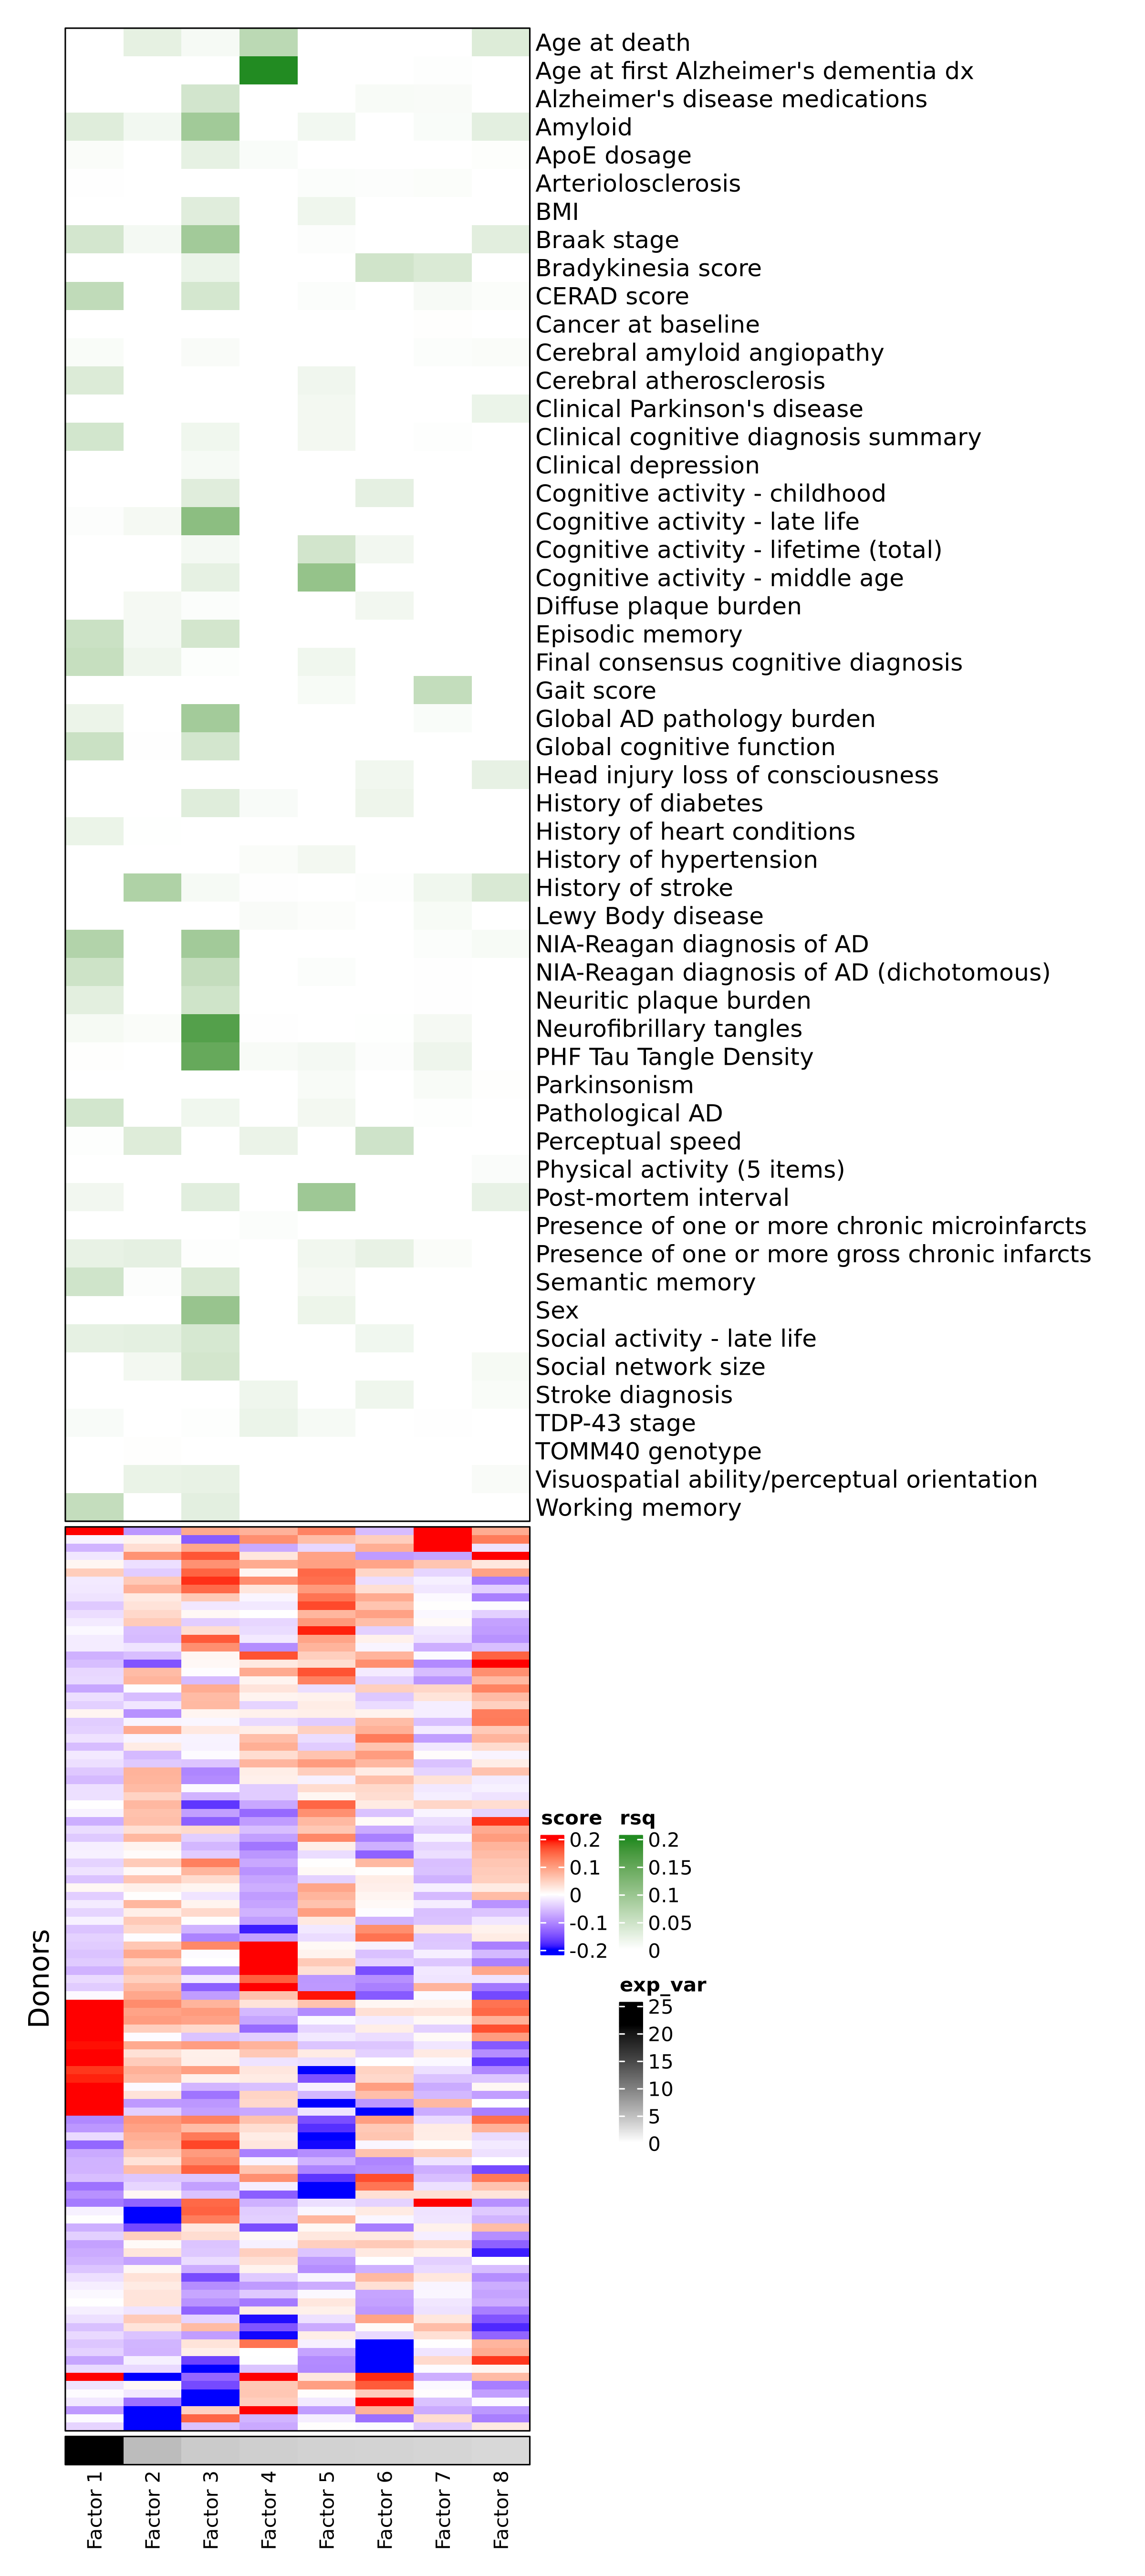 Age at death
Age at first Alzheimer's dementia dx
Alzheimer's disease medications
Amyloid
ApoE dosage
Arteriolosclerosis
BMI
Braak stage
Bradykinesia score
CERAD score
Cancer at baseline
Cerebral amyloid angiopathy
Cerebral atherosclerosis
Clinical Parkinson's disease
Clinical cognitive diagnosis summary
Clinical depression
Cognitive activity - childhood
Cognitive activity - late life
Cognitive activity - lifetime (total)
Cognitive activity - middle age
Diffuse plaque burden
Episodic memory
Final consensus cognitive diagnosis
Gait score
Global AD pathology burden
Global cognitive function
Head injury loss of consciousness
History of diabetes
History of heart conditions
History of hypertension
History of stroke
Lewy Body disease
NIA-Reagan diagnosis of AD
NIA-Reagan diagnosis of AD (dichotomous)
Neuritic plaque burden
Neurofibrillary tangles
PHF Tau Tangle Density
Parkinsonism
Pathological AD
Perceptual speed
Physical activity (5 items)
Post-mortem interval
Presence of one or more chronic microinfarcts
Presence of one or more gross chronic infarcts
Semantic memory
Sex
Social activity - late life
Social network size
Stroke diagnosis
TDP-43 stage
TOMM40 genotype
Visuospatial ability/perceptual orientation
Working memory
Donors
score
0.2
0.1
0
-0.1
-0.2
rsq
0.2
0.15
0.1
0.05
0
exp_var
25
20
15
10
5
0
Factor 1
Factor 2
Factor 3
Factor 4
Factor 5
Factor 6
Factor 7
Factor 8